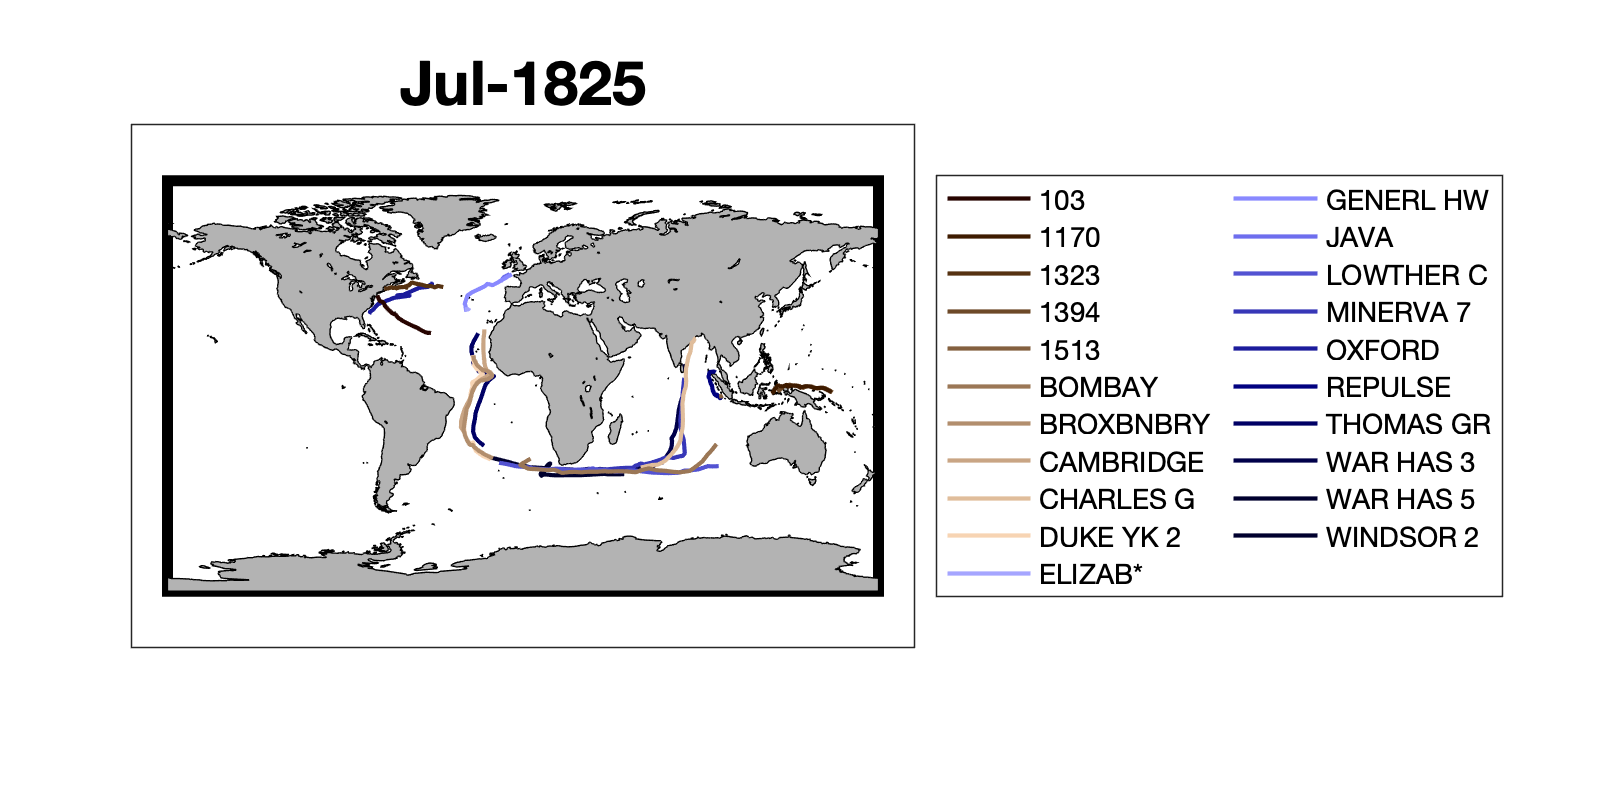 Jul-1825
103
1170
1323
1394
1513
BOMBAY
BROXBNBRY
CAMBRIDGE
CHARLES G
DUKE YK 2
ELIZAB*
GENERL HW
JAVA
LOWTHER C
MINERVA 7
OXFORD
REPULSE
THOMAS GR
WAR HAS 3
WAR HAS 5
WINDSOR 2